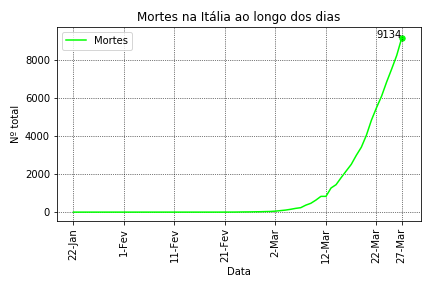 Mortes na Itália ao longo dos dias
Mortes
9134
Nº total
8000
6000
4000
2000
0
22-Jan
1-Fev
11-Fev
21-Fev
2-Mar
12-Mar
22-Mar
27-Mar
Data